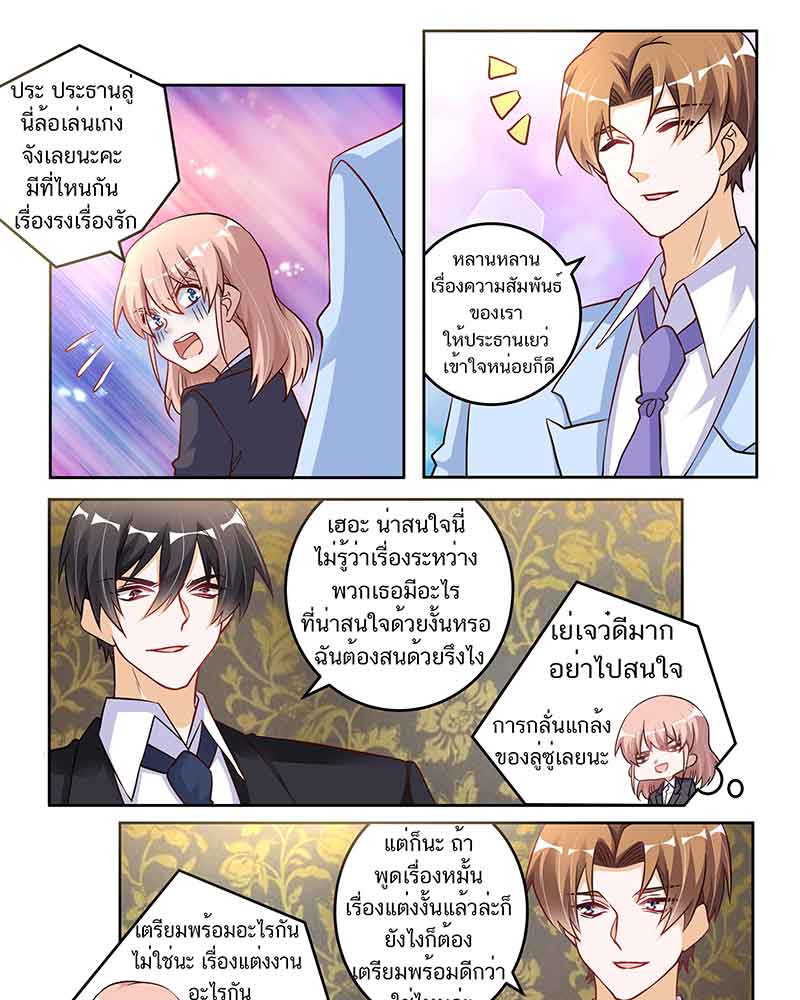 ประ ประธานลู่
นี่ล้อเล่นเก่ง
จังเลยนะคะ
มีที่ไหนกัน
เรื่องรงเรื่องรัก
หลานหลาน
เรื่องความสัมพันธ์
ของเรา
ให้ประธานเยว่
เข้าใจหน่อยก็ดี
เฮอะ น่าสนใจนี่
ไม่รู้ว่าเรื่องระหว่าง
พวกเธอมีอะไร
ที่น่าสนใจด้วยงั้นหรอ
ฉันต้องสนด้วยรึไง
เย่เจว๋ดีมาก
อย่าไปสนใจ
การกลั่นแกล้ง
ของลู่ซู่เลยนะ
แต่ก็นะ ถ้า
พูดเรื่องหมั้น
เรื่องแต่งงั้นแล้วล่ะก็
ยังไงก็ต้อง
เตรียมพร้อมดีกว่า
เตรียมพร้อมอะไรกัน
ไม่ใช่นะ เรื่องแต่งงาน
อะไรกัน